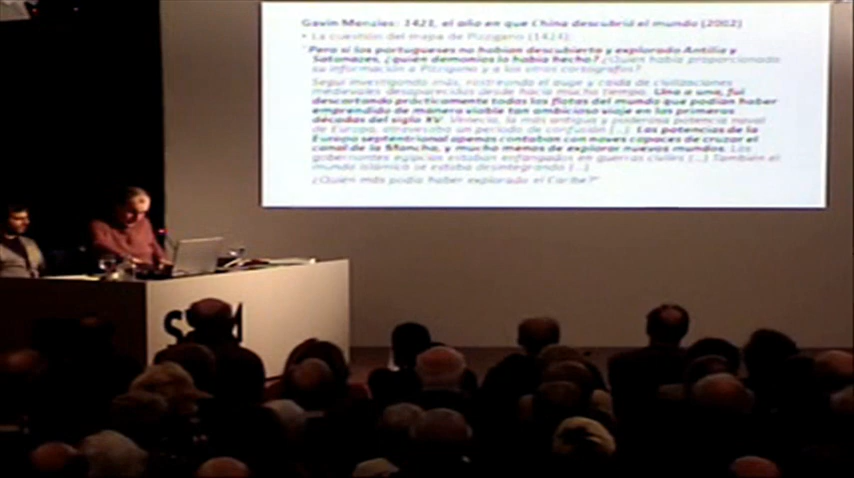 Gavin Menzies: 1421, el año en que China descubrió el mundo (2002)
• La cuestión del mapa de Pizzigano (1424):
"Pero si los portugueses no habían descubierto y explorado Antilia y
Satanazes, ¿quién demonios lo había hecho? ¿Quién había proporcionado
su información a Pizzigano y a los otros cartógrafos?
Seguí investigando más, rastreando el auge y caída de civilizaciones
medievales desaparecidas desde hacía mucho tiempo. Una a una, fui
descartando prácticamente todas las flotas del mundo que podían haber
emprendido de manera viable tan ambicioso viaje en las primeras
décadas del siglo XV. Venecia, la más antigua y poderosa potencia naval
de Europa, atravesaba un período de confusión [...] Las potencias de la
Europa septentrional apenas contaban con naves capaces de cruzar el
canal de la Mancha, y mucho menos de explorar nuevos mundos. Los
gobernantes egipcios estaban enfangados en guerras civiles [...] También el
mundo islámico se estaba desintegrando [...]
¿Quién más podía haber explorado el Caribe?"